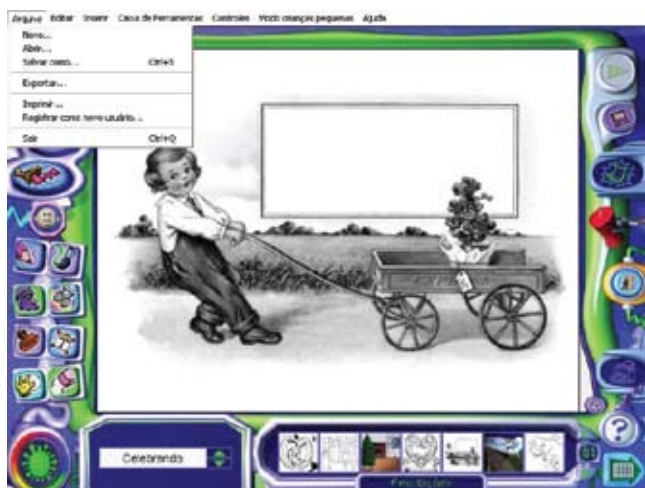 Arquivo Editar Inserir Caixa de Ferramentas Controles Modo crianças pequenas Ajuda
Novo...
Abrir...
Salvar como... Ctrl+S
Exportar...
Imprimir ...
Registrar como novo usuário...
Sair Ctrl+Q
Celebrando